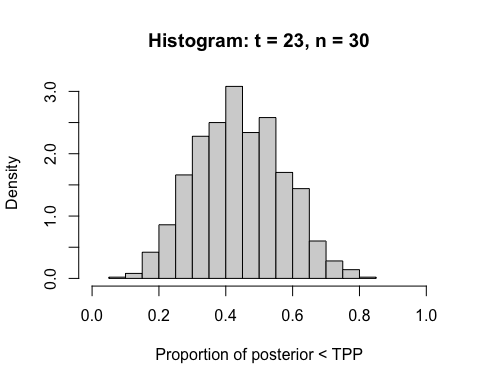 Histogram: t = 23, n = 30
Density
3.0
2.0
1.0
0.0
0.0 0.2 0.4 0.6 0.8 1.0
Proportion of posterior < TPP